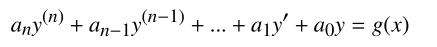 aₙy⁽ⁿ⁾ + aₙ₋₁y⁽ⁿ⁻¹⁾ + ... + a₁y′ + a₀y = g(x)